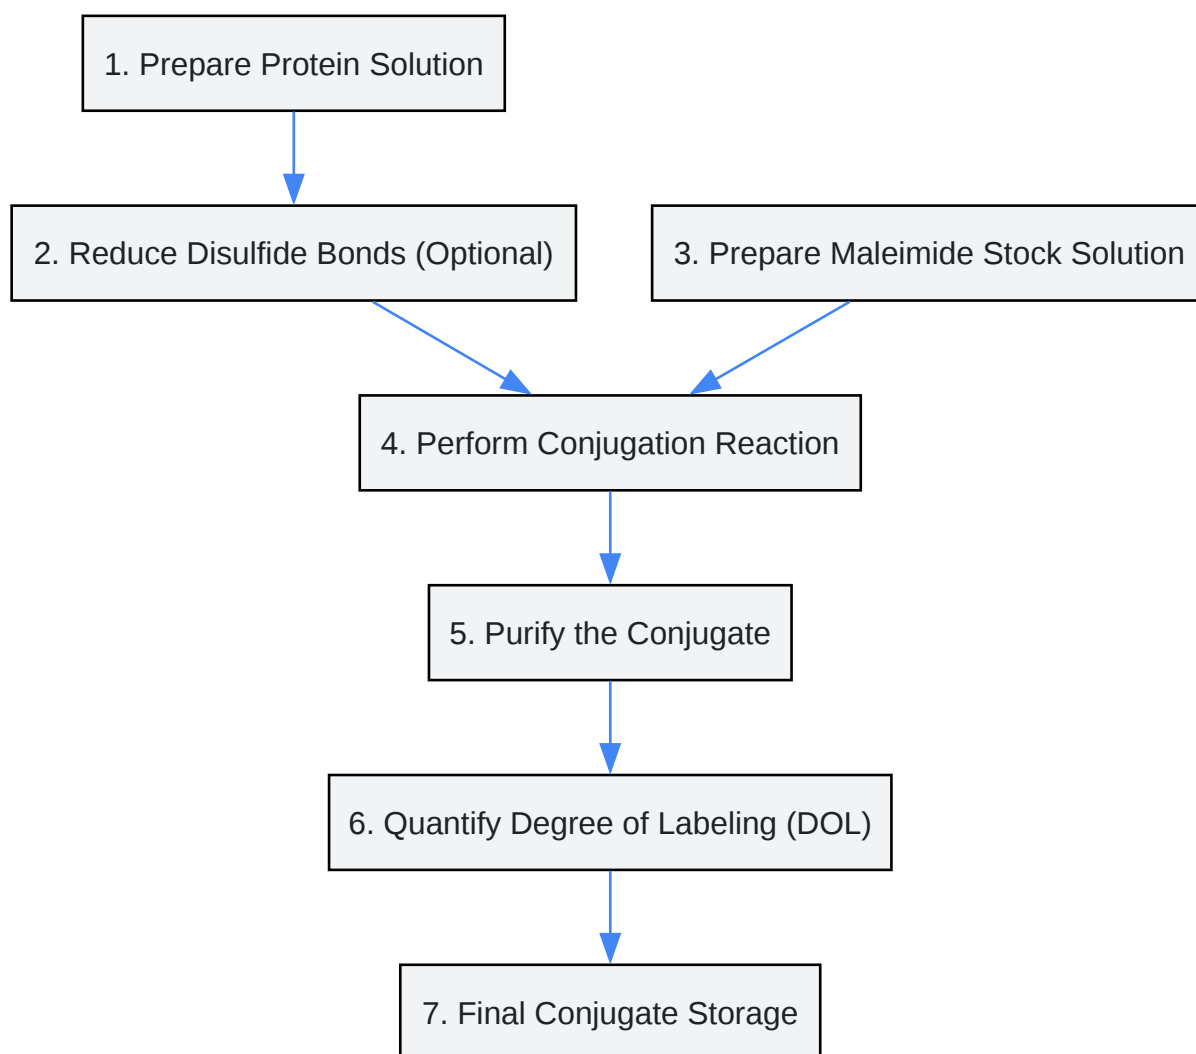 1. Prepare Protein Solution
2. Reduce Disulfide Bonds (Optional)
3. Prepare Maleimide Stock Solution
4. Perform Conjugation Reaction
5. Purify the Conjugate
6. Quantify Degree of Labeling (DOL)
7. Final Conjugate Storage